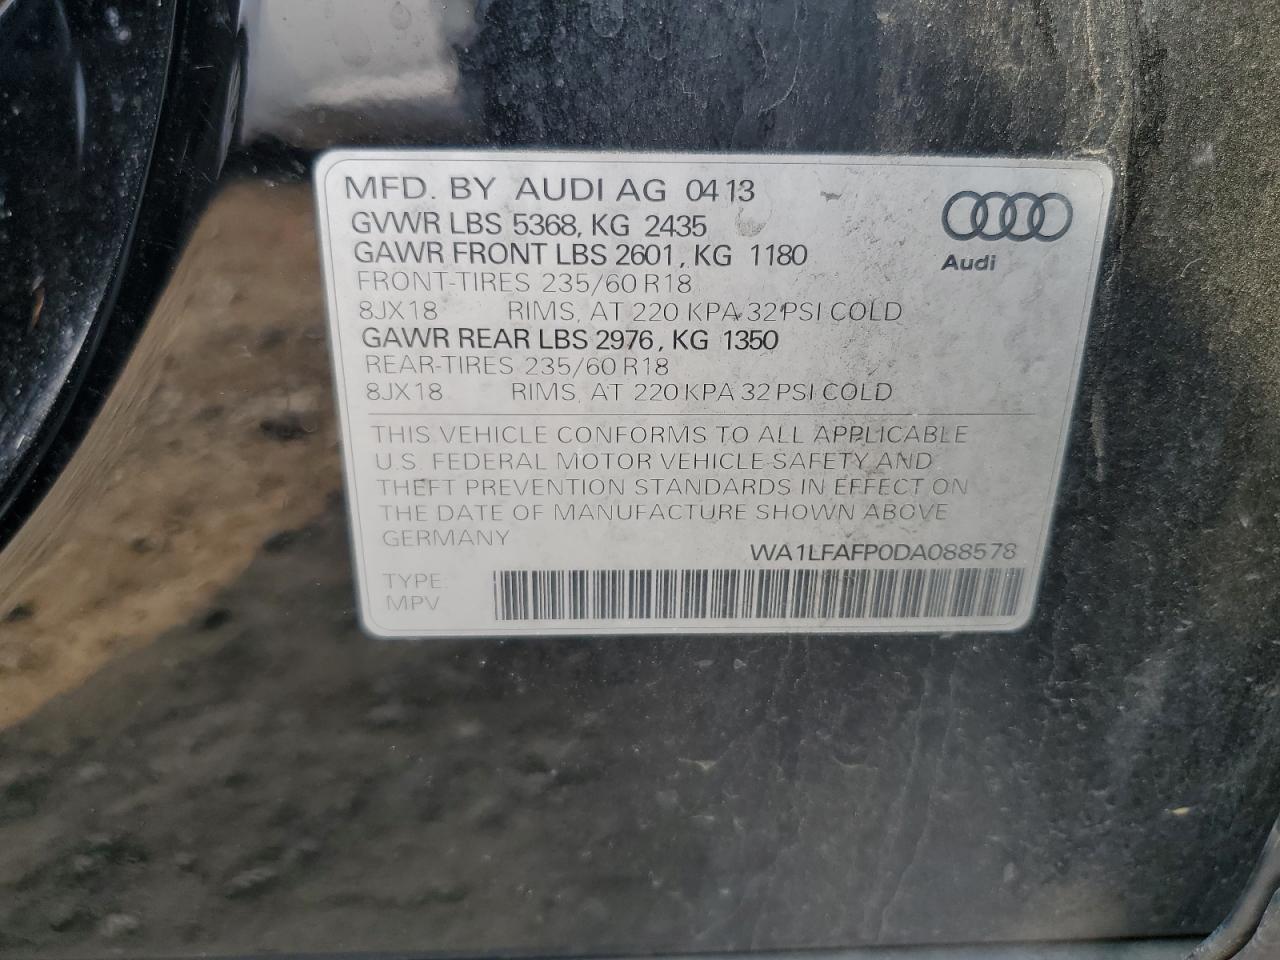 MFD. BY AUDI AG 04 13
GVWR LBS 5368, KG 2435
GAWR FRONT LBS 2601, KG 1180
FRONT-TIRES 235/60 R18
8JX18 RIMS, AT 220 KPA, 32 PSI COLD
GAWR REAR LBS 2976, KG 1350
REAR-TIRES 235/60 R18
8JX18 RIMS, AT 220 KPA 32 PSI COLD
Audi
THIS VEHICLE CONFORMS TO ALL APPLICABLE
U.S. FEDERAL MOTOR VEHICLE SAFETY AND
THEFT PREVENTION STANDARDS IN EFFECT ON
THE DATE OF MANUFACTURE SHOWN ABOVE
GERMANY
WA1LFAFP0DA088578
TYPE:
MPV